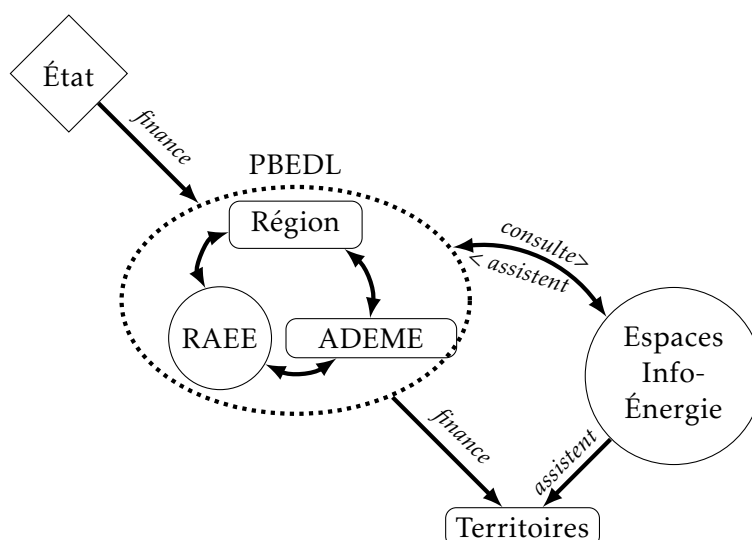 État
finance
PBEDL
Région
consulte>
< assistent
RAEE
ADEME
Espaces
Info-
Énergie
finance
assistent
Territoires